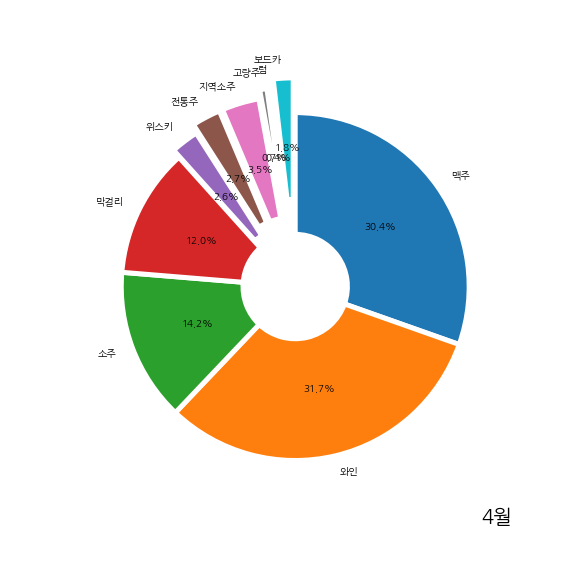 보드카
럼
고량주
지역소주
전통주
위스키
막걸리
소주
와인
맥주
1.8%
3.5%
2.7%
2.6%
12.0%
14.2%
31.7%
30.4%
4월